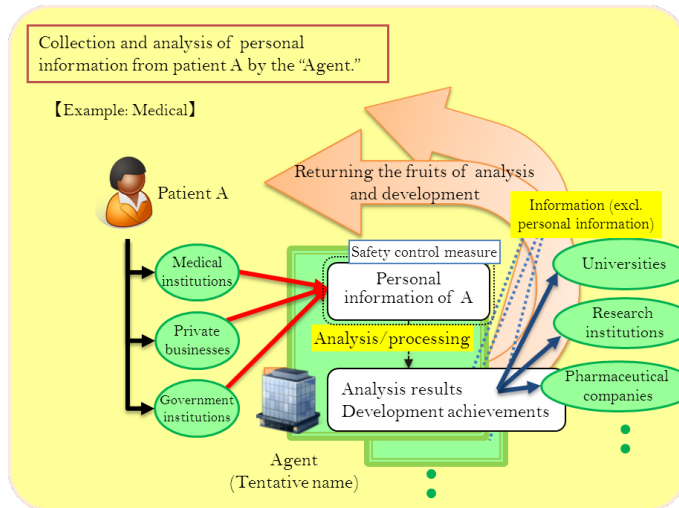 Collection and analysis of personal
information from patient A by the “Agent.”
【Example: Medical】
Returning the fruits of analysis
and development
Patient A
Information (excl.
personal information)
Safety control measure
Medical
institutions
Personal
information of A
Universities
Private
businesses
Analysis/processing
Research
institutions
Government
institutions
Analysis results
Development achievements
Pharmaceutical
companies
Agent
(Tentative name)